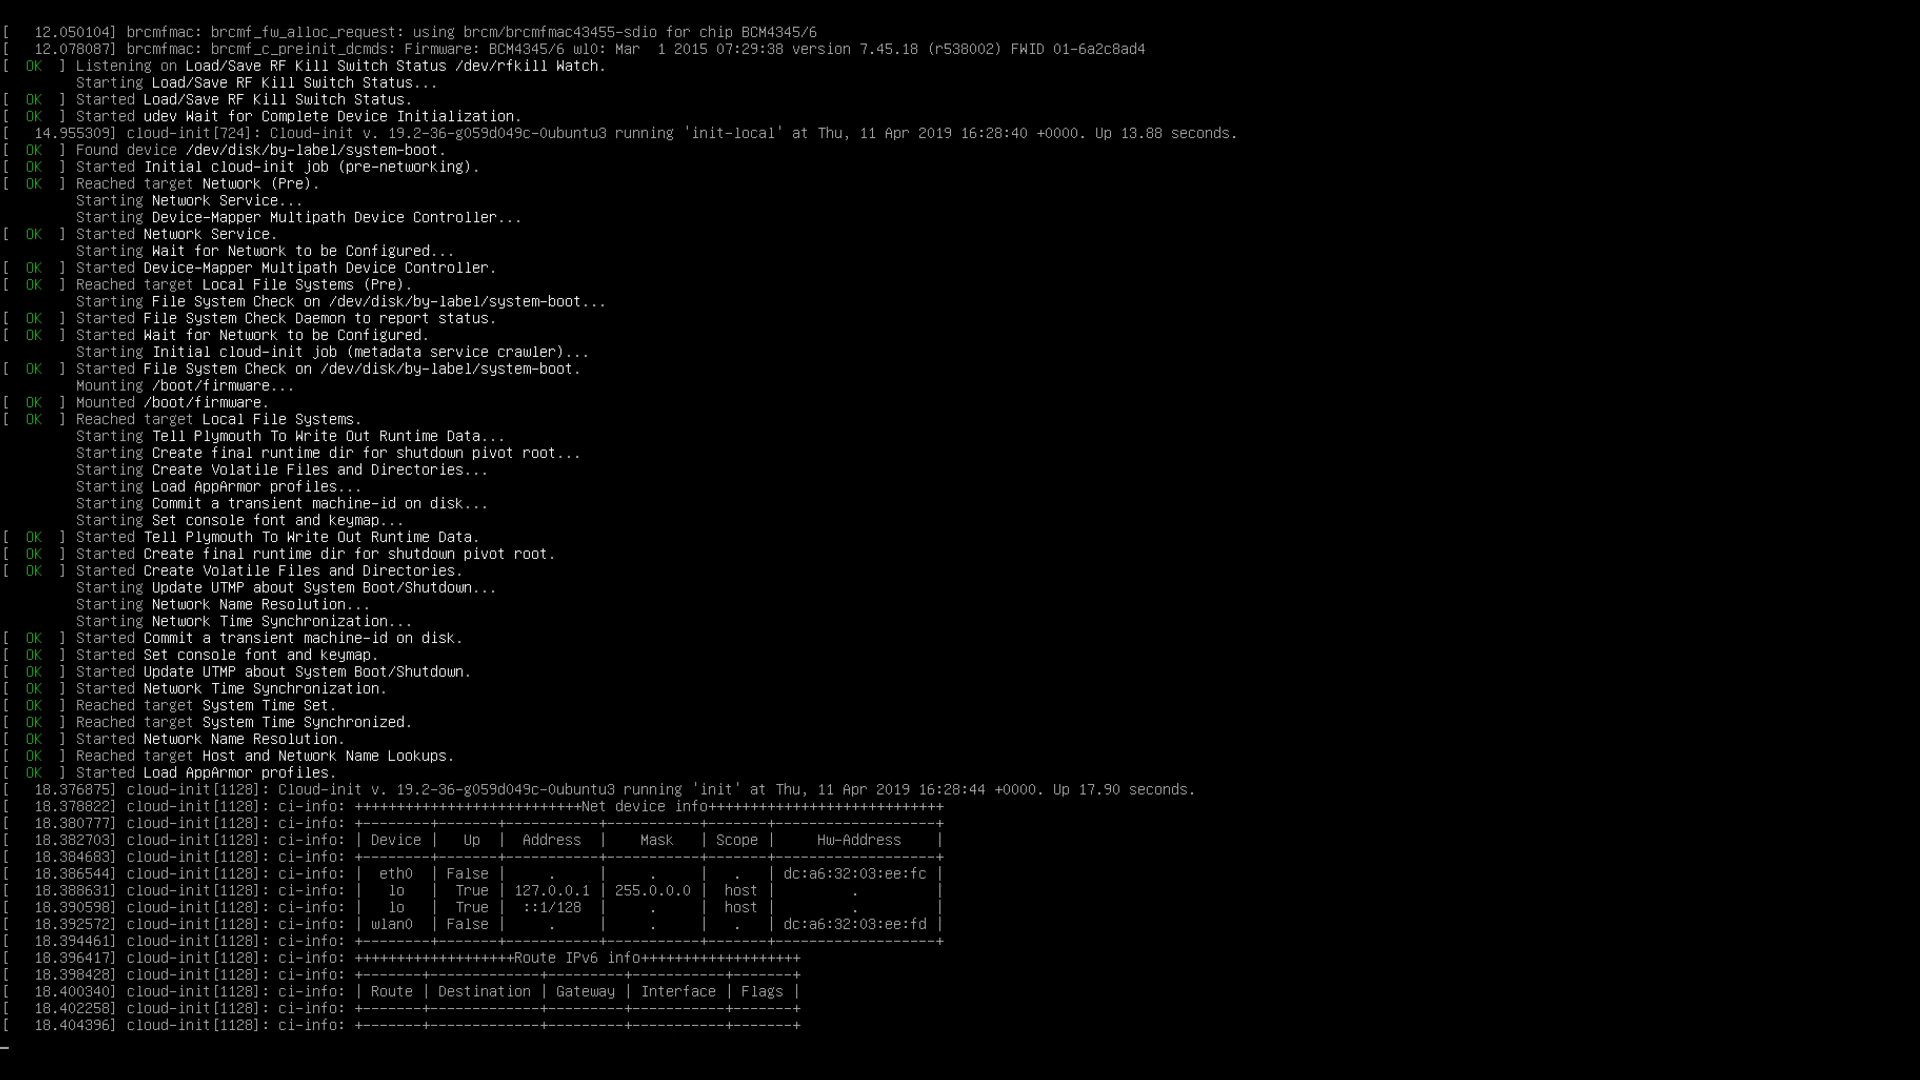 [   12.050104] brcmfmac: brcmf_fw_alloc_request: using brcm/brcmfmac43455-sdio for chip BCM4345/6
[   12.078087] brcmfmac: brcmf_c_preinit_dcmds: Firmware: BCM4345/6 wl0: Mar  1 2015 07:29:38 version 7.45.18 (r538002) FWID 01-6a2c8ad4
[  OK  ] Listening on Load/Save RF Kill Switch Status /dev/rfkill Watch.
         Starting Load/Save RF Kill Switch Status...
[  OK  ] Started Load/Save RF Kill Switch Status.
[  OK  ] Started udev Wait for Complete Device Initialization.
[   14.955309] cloud-init[724]: Cloud-init v. 19.2-36-g059d049c-0ubuntu3 running 'init-local' at Thu, 11 Apr 2019 16:28:40 +0000. Up 13.88 seconds.
[  OK  ] Found device /dev/disk/by-label/system-boot.
[  OK  ] Started Initial cloud-init job (pre-networking).
[  OK  ] Reached target Network (Pre).
         Starting Network Service...
         Starting Device-Mapper Multipath Device Controller...
[  OK  ] Started Network Service.
         Starting Wait for Network to be Configured...
[  OK  ] Started Device-Mapper Multipath Device Controller.
[  OK  ] Reached target Local File Systems (Pre).
         Starting File System Check on /dev/disk/by-label/system-boot...
[  OK  ] Started File System Check Daemon to report status.
[  OK  ] Started Wait for Network to be Configured.
         Starting Initial cloud-init job (metadata service crawler)...
[  OK  ] Started File System Check on /dev/disk/by-label/system-boot.
         Mounting /boot/firmware...
[  OK  ] Mounted /boot/firmware.
[  OK  ] Reached target Local File Systems.
         Starting Tell Plymouth To Write Out Runtime Data...
         Starting Create final runtime dir for shutdown pivot root...
         Starting Create Volatile Files and Directories...
         Starting Load AppArmor profiles...
         Starting Commit a transient machine-id on disk...
         Starting Set console font and keymap...
[  OK  ] Started Tell Plymouth To Write Out Runtime Data.
[  OK  ] Started Create final runtime dir for shutdown pivot root.
[  OK  ] Started Create Volatile Files and Directories.
         Starting Update UTMP about System Boot/Shutdown...
         Starting Network Name Resolution...
         Starting Network Time Synchronization...
[  OK  ] Started Commit a transient machine-id on disk.
[  OK  ] Started Set console font and keymap.
[  OK  ] Started Update UTMP about System Boot/Shutdown.
[  OK  ] Started Network Time Synchronization.
[  OK  ] Reached target System Time Set.
[  OK  ] Reached target System Time Synchronized.
[  OK  ] Started Network Name Resolution.
[  OK  ] Reached target Host and Network Name Lookups.
[  OK  ] Started Load AppArmor profiles.
[   18.376875] cloud-init[1128]: Cloud-init v. 19.2-36-g059d049c-0ubuntu3 running 'init' at Thu, 11 Apr 2019 16:28:44 +0000. Up 17.90 seconds.
[   18.378822] cloud-init[1128]: ci-info: +++++++++++++++++++++++++++Net device info++++++++++++++++++++++++++++
[   18.380777] cloud-init[1128]: ci-info: +--------+-------+-----------+-----------+-------+-------------------+
[   18.382703] cloud-init[1128]: ci-info: | Device |   Up  |  Address  |    Mask   | Scope |     Hw-Address    |
[   18.384683] cloud-init[1128]: ci-info: +--------+-------+-----------+-----------+-------+-------------------+
[   18.386544] cloud-init[1128]: ci-info: |  eth0  | False |     .     |     .     |   .   | dc:a6:32:03:ee:fc |
[   18.388631] cloud-init[1128]: ci-info: |   lo   |  True | 127.0.0.1 | 255.0.0.0 |  host |         .         |
[   18.390598] cloud-init[1128]: ci-info: |   lo   |  True |  ::1/128  |     .     |  host |         .         |
[   18.392572] cloud-init[1128]: ci-info: | wlan0  | False |     .     |     .     |   .   | dc:a6:32:03:ee:fd |
[   18.394461] cloud-init[1128]: ci-info: +--------+-------+-----------+-----------+-------+-------------------+
[   18.396417] cloud-init[1128]: ci-info: +++++++++++++++++++Route IPv6 info+++++++++++++++++++
[   18.398428] cloud-init[1128]: ci-info: +-------+-------------+---------+-----------+-------+
[   18.400340] cloud-init[1128]: ci-info: | Route | Destination | Gateway | Interface | Flags |
[   18.402258] cloud-init[1128]: ci-info: +-------+-------------+---------+-----------+-------+
[   18.404396] cloud-init[1128]: ci-info: +-------+-------------+---------+-----------+-------+